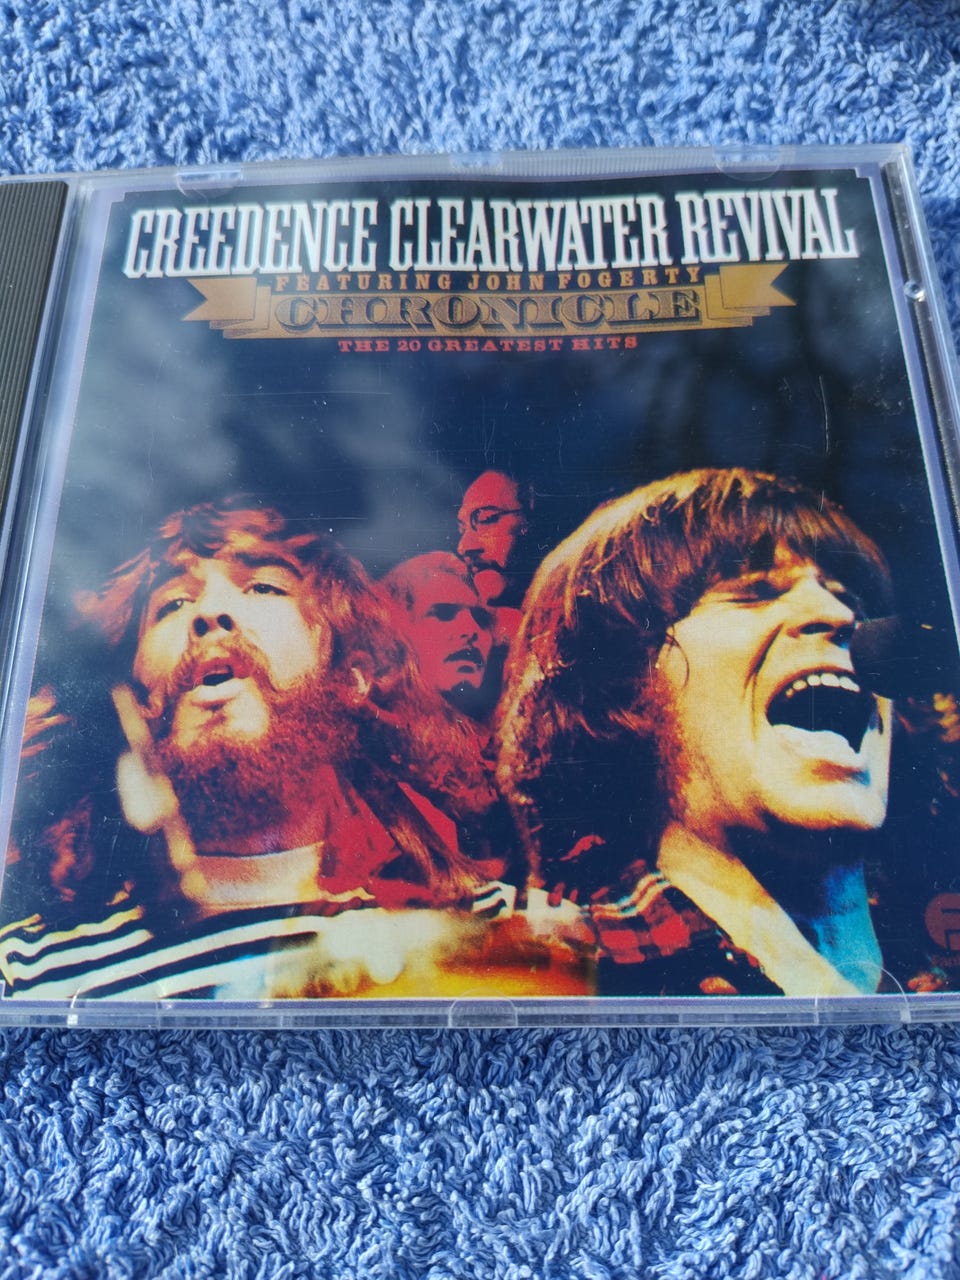 CREEDENCE CLEARWATER REVIVAL
FEATURING JOHN FOGERTY
CHRONICLE
THE 20 GREATEST HITS